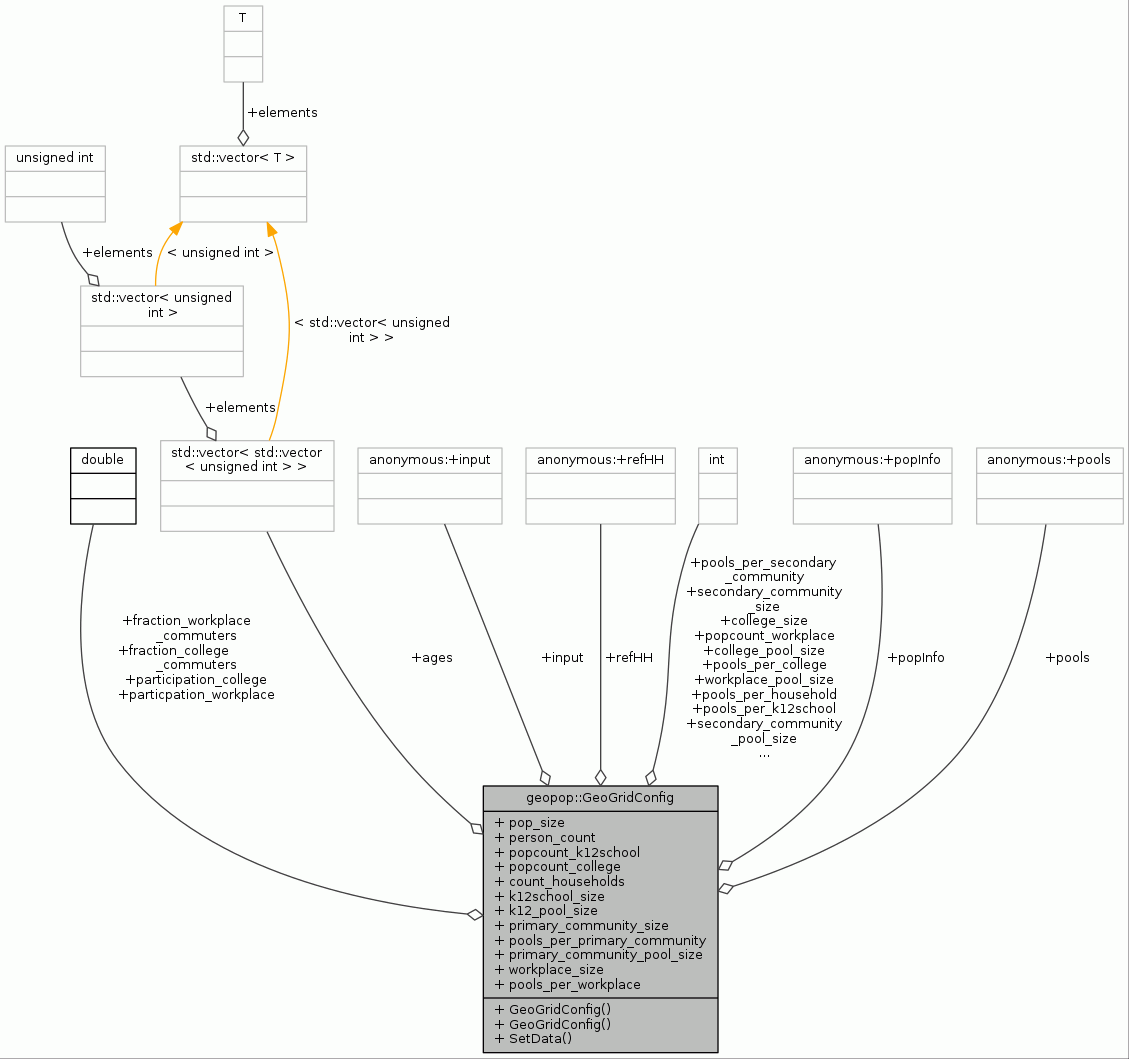 T
+elements
unsigned int
std::vector< T >
+elements
< unsigned int >
std::vector< unsigned
int >
< std::vector< unsigned
int > >
+elements
double
std::vector< std::vector
< unsigned int > >
anonymous:+input
anonymous:+refHH
int
anonymous:+popInfo
anonymous:+pools
+fraction_workplace
_commuters
+fraction_college
_commuters
+participation_college
+particpation_workplace
+ages
+input
+refHH
+pools_per_secondary
_community
+secondary_community
_size
+college_size
+popcount_workplace
+college_pool_size
+pools_per_college
+workplace_pool_size
+pools_per_household
+pools_per_k12school
+secondary_community
_pool_size
...
+popInfo
+pools
geopop::GeoGridConfig
+ pop_size
+ person_count
+ popcount_k12school
+ popcount_college
+ count_households
+ k12school_size
+ k12_pool_size
+ primary_community_size
+ pools_per_primary_community
+ primary_community_pool_size
+ workplace_size
+ pools_per_workplace
+ GeoGridConfig()
+ GeoGridConfig()
+ SetData()